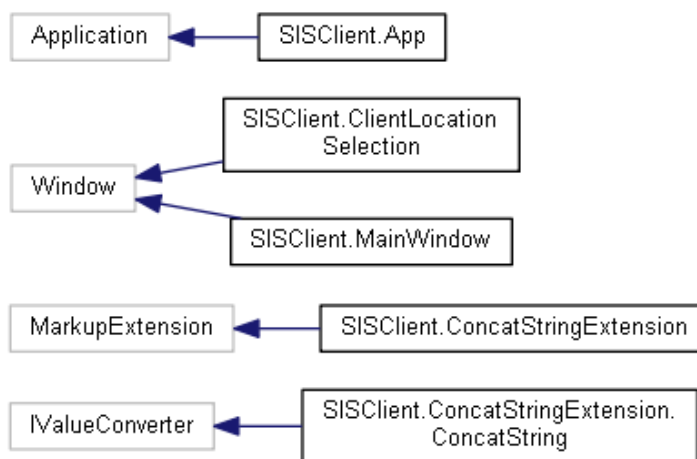 Application
SISClient.App
SISClient.ClientLocation
Selection
Window
SISClient.MainWindow
MarkupExtension
SISClient.ConcatStringExtension
IValueConverter
SISClient.ConcatStringExtension.
ConcatString